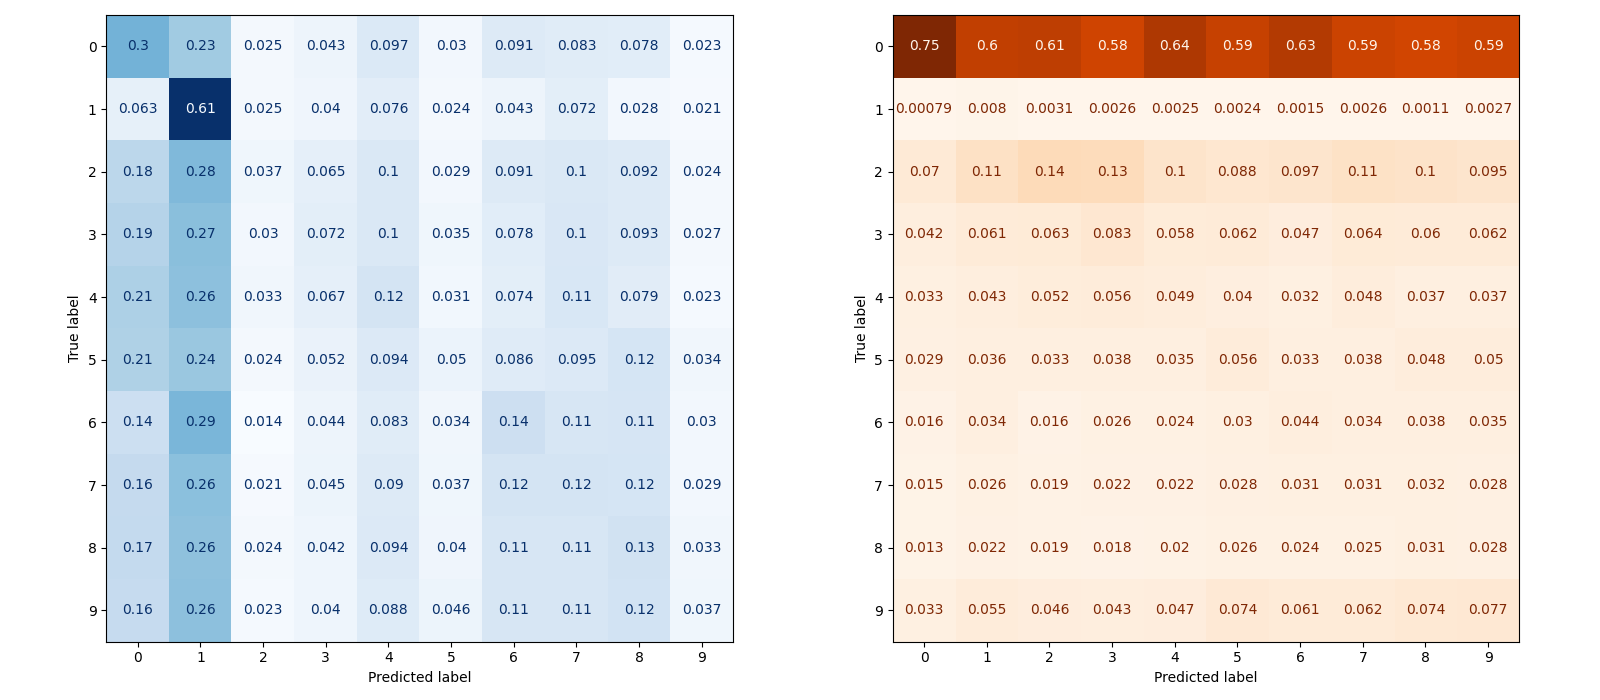 0 0.3 0.23 0.025 0.043 0.097 0.03 0.091 0.083 0.078 0.023
1 0.063 0.61 0.025 0.04 0.076 0.024 0.043 0.072 0.028 0.021
2 0.18 0.28 0.037 0.065 0.1 0.029 0.091 0.1 0.092 0.024
3 0.19 0.27 0.03 0.072 0.1 0.035 0.078 0.1 0.093 0.027
4 0.21 0.26 0.033 0.067 0.12 0.031 0.074 0.11 0.079 0.023
5 0.21 0.24 0.024 0.052 0.094 0.05 0.086 0.095 0.12 0.034
6 0.14 0.29 0.014 0.044 0.083 0.034 0.14 0.11 0.11 0.03
7 0.16 0.26 0.021 0.045 0.09 0.037 0.12 0.12 0.12 0.029
8 0.17 0.26 0.024 0.042 0.094 0.04 0.11 0.11 0.13 0.033
9 0.16 0.26 0.023 0.04 0.088 0.046 0.11 0.11 0.12 0.037
0 1 2 3 4 5 6 7 8 9
Predicted label
True label
0 0.75 0.6 0.61 0.58 0.64 0.59 0.63 0.59 0.58 0.59
1 0.00079 0.008 0.0031 0.0026 0.0025 0.0024 0.0015 0.0026 0.0011 0.0027
2 0.07 0.11 0.14 0.13 0.1 0.088 0.097 0.11 0.1 0.095
3 0.042 0.061 0.063 0.083 0.058 0.062 0.047 0.064 0.06 0.062
4 0.033 0.043 0.052 0.056 0.049 0.04 0.032 0.048 0.037 0.037
5 0.029 0.036 0.033 0.038 0.035 0.056 0.033 0.038 0.048 0.05
6 0.016 0.034 0.016 0.026 0.024 0.03 0.044 0.034 0.038 0.035
7 0.015 0.026 0.019 0.022 0.022 0.028 0.031 0.031 0.032 0.028
8 0.013 0.022 0.019 0.018 0.02 0.026 0.024 0.025 0.031 0.028
9 0.033 0.055 0.046 0.043 0.047 0.074 0.061 0.062 0.074 0.077
0 1 2 3 4 5 6 7 8 9
Predicted label
True label